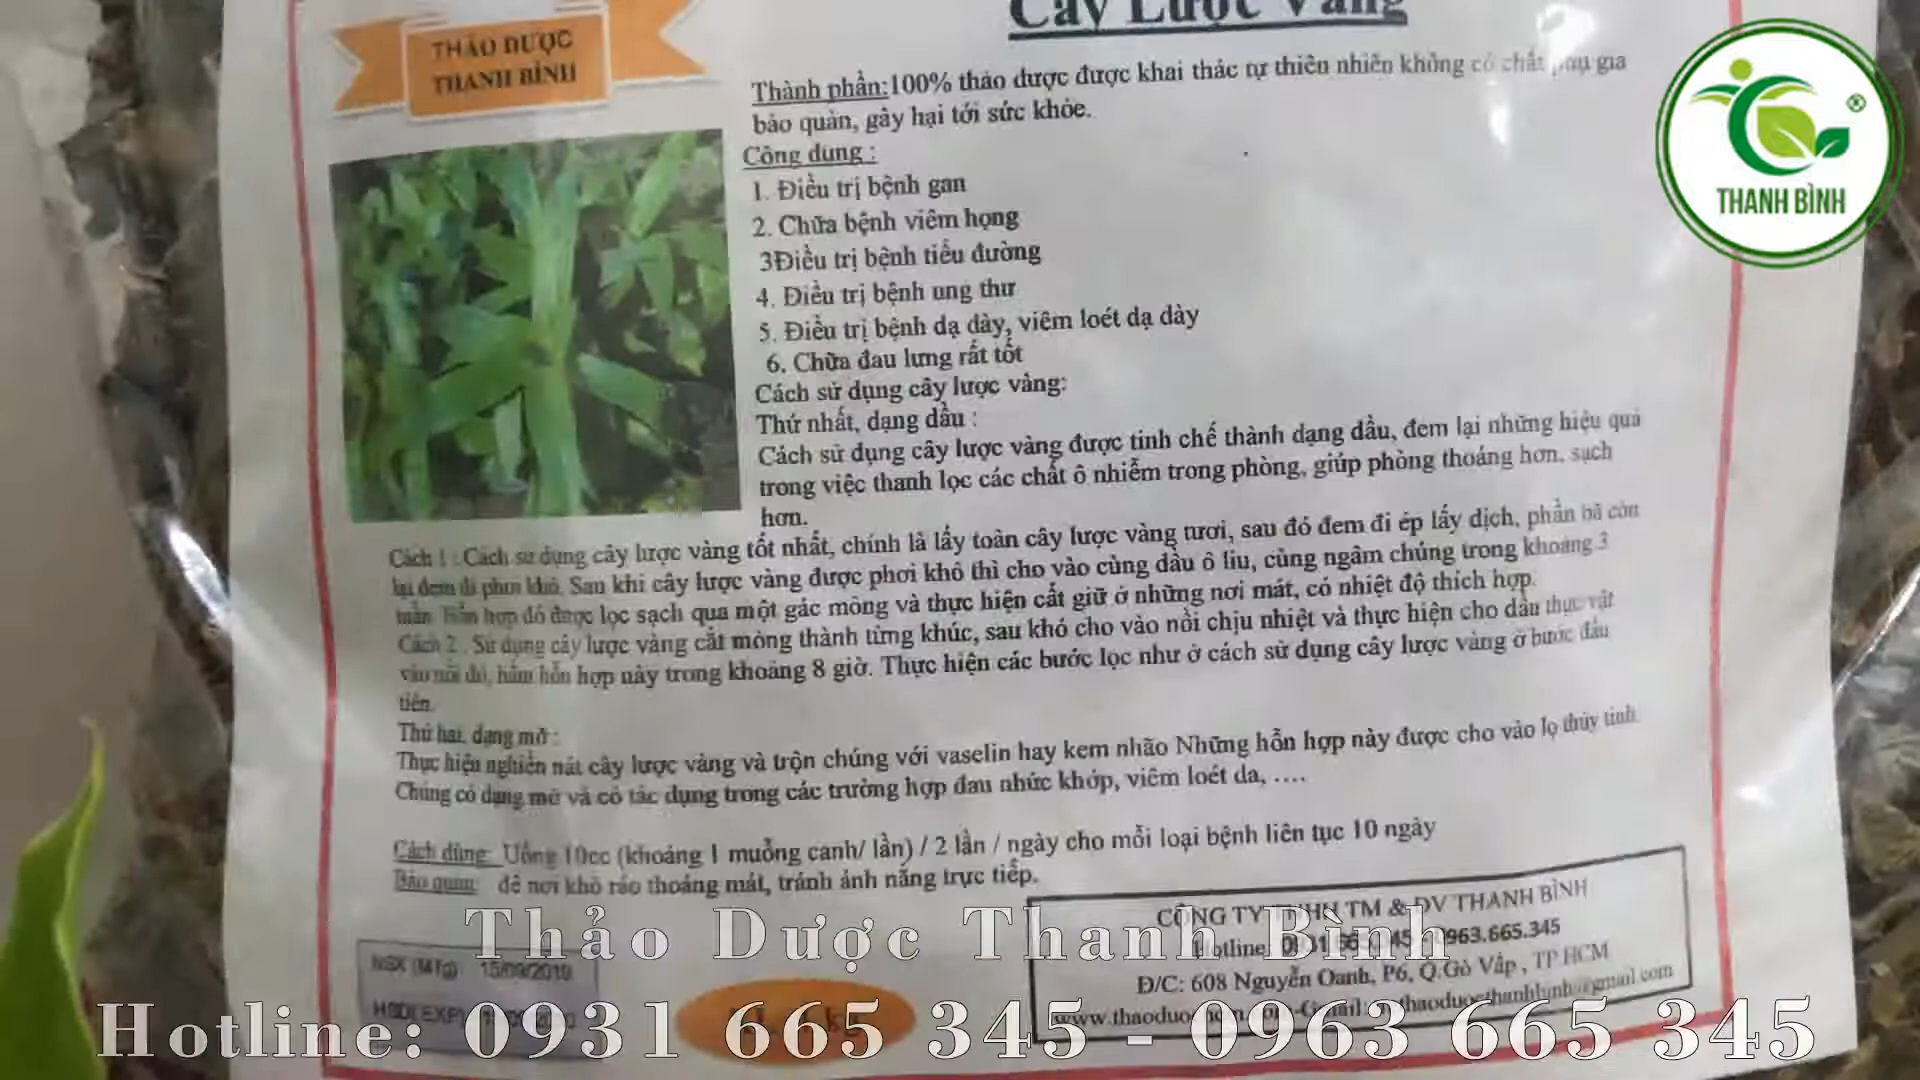 Cây Lược Vàng
THẢO DƯỢC
THANH BÌNH
Thành phần:100% thảo dược được khai thác tự thiên nhiên không có chất phụ gia
bảo quản, gây hại tới sức khỏe.
Công dụng :
1. Điều trị bệnh gan
2. Chữa bệnh viêm họng
3Điều trị bệnh tiểu đường
4. Điều trị bệnh ung thư
5. Điều trị bệnh dạ dày, viêm loét dạ dày
6. Chữa đau lưng rất tốt
Cách sử dụng cây lược vàng:
Thứ nhất, dạng dầu :
Cách sử dụng cây lược vàng được tinh chế thành dạng dầu, đem lại những hiệu quả
trong việc thanh lọc các chất ô nhiễm trong phòng, giúp phòng thoáng hơn, sạch
hơn.
Cách 1 : Cách sử dụng cây lược vàng tốt nhất, chính là lấy toàn cây lược vàng tươi, sau đó đem đi ép lấy dịch, phần bã còn
lại đem đi phơi khô. Sau khi cây lược vàng được phơi khô thì cho vào cùng dầu ô liu, cùng ngâm chúng trong khoảng 3
tuần. Hỗn hợp đó được lọc sạch qua một gác mỏng và thực hiện cất giữ ở những nơi mát, có nhiệt độ thích hợp.
Cách 2 . Sử dụng cây lược vàng cắt mỏng thành từng khúc, sau khó cho vào nồi chịu nhiệt và thực hiện cho dầu thực vật
vào nồi đó, hầm hỗn hợp này trong khoảng 8 giờ. Thực hiện các bước lọc như ở cách sử dụng cây lược vàng ở bước đầu
tiên.
Thứ hai, dạng mỡ :
Thực hiện nghiền nát cây lược vàng và trộn chúng với vaselin hay kem nhão Những hỗn hợp này được cho vào lọ thủy tinh.
Chúng có dạng mỡ và có tác dụng trong các trường hợp đau nhức khớp, viêm loét da, ….
Cách dùng: Uống 10cc (khoảng 1 muỗng canh/ lần) / 2 lần / ngày cho mỗi loại bệnh liên tục 10 ngày
Bảo quản: để nơi khô ráo thoáng mát, tránh ánh nắng trực tiếp.
CÔNG TY TNHH TM & DV THANH BÌNH
Hotline: 0931 665 345 - 0963.665.345
Đ/C: 608 Nguyễn Oanh, P6, Q.Gò Vấp , TP.HCM
NSX (Mfg) 15/09/2019
HSD( EXP)
THANH BÌNH
®
Thảo Dược Thanh Bình
Hotline: 0931 665 345 - 0963 665 345